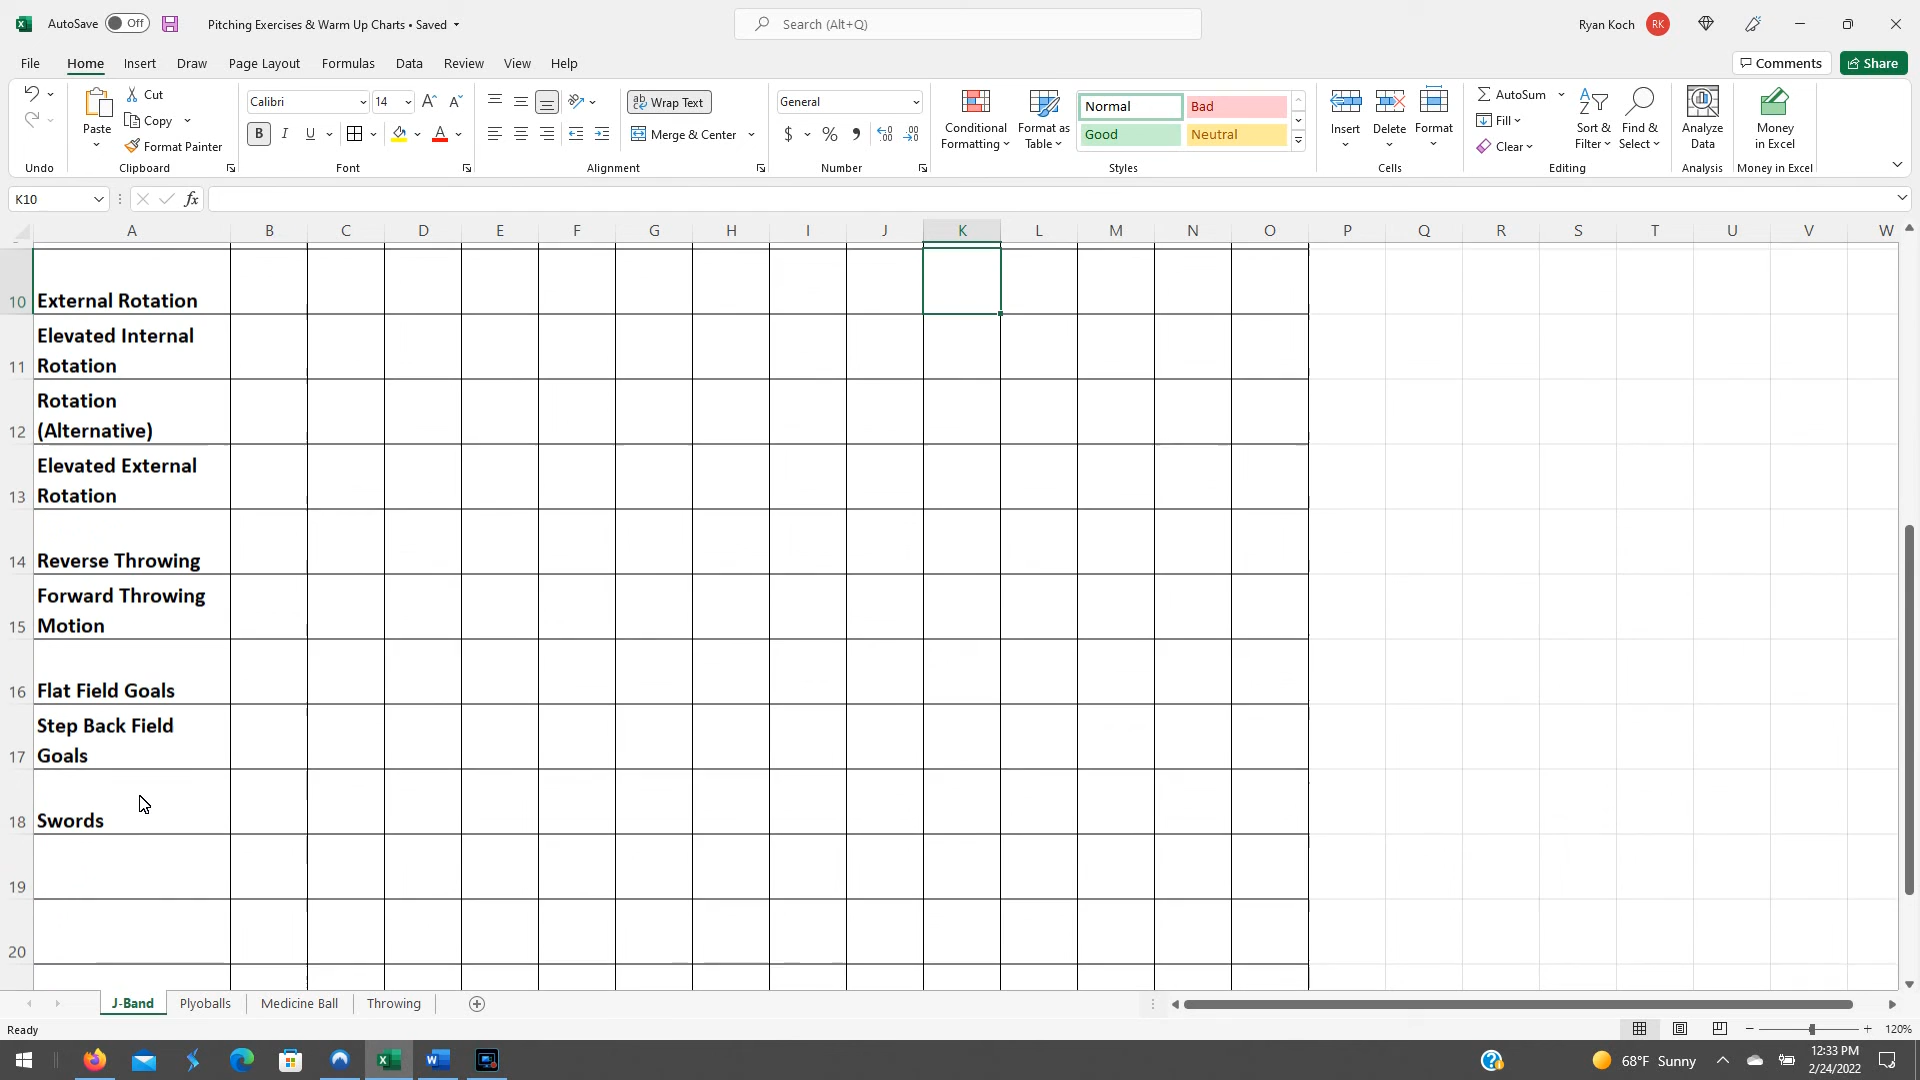 AutoSave Off Pitching Exercises & Warm Up Charts • Saved Search (Alt+Q) Ryan Koch RK
File Home Insert Draw Page Layout Formulas Data Review View Help Comments Share
Paste Cut Copy Format Painter
Calibri 14 B I U A
ab Wrap Text Merge & Center
General $ % 9
Conditional Formatting Format as Table Normal Bad Good Neutral
Insert Delete Format
AutoSum Fill Clear Sort & Filter Find & Select
Analyze Data Money in Excel
Undo Clipboard Font Alignment Number Styles Cells Editing Analysis Money in Excel
K10 fx
A B C D E F G H I J K L M N O P Q R S T U V W
10 External Rotation
Elevated Internal
11 Rotation
Rotation
12 (Alternative)
Elevated External
13 Rotation
14 Reverse Throwing
Forward Throwing
15 Motion
16 Flat Field Goals
Step Back Field
17 Goals
18 Swords
19
20
J-Band Plyoballs Medicine Ball Throwing
Ready 120%
68°F Sunny 12:33 PM
2/24/2022